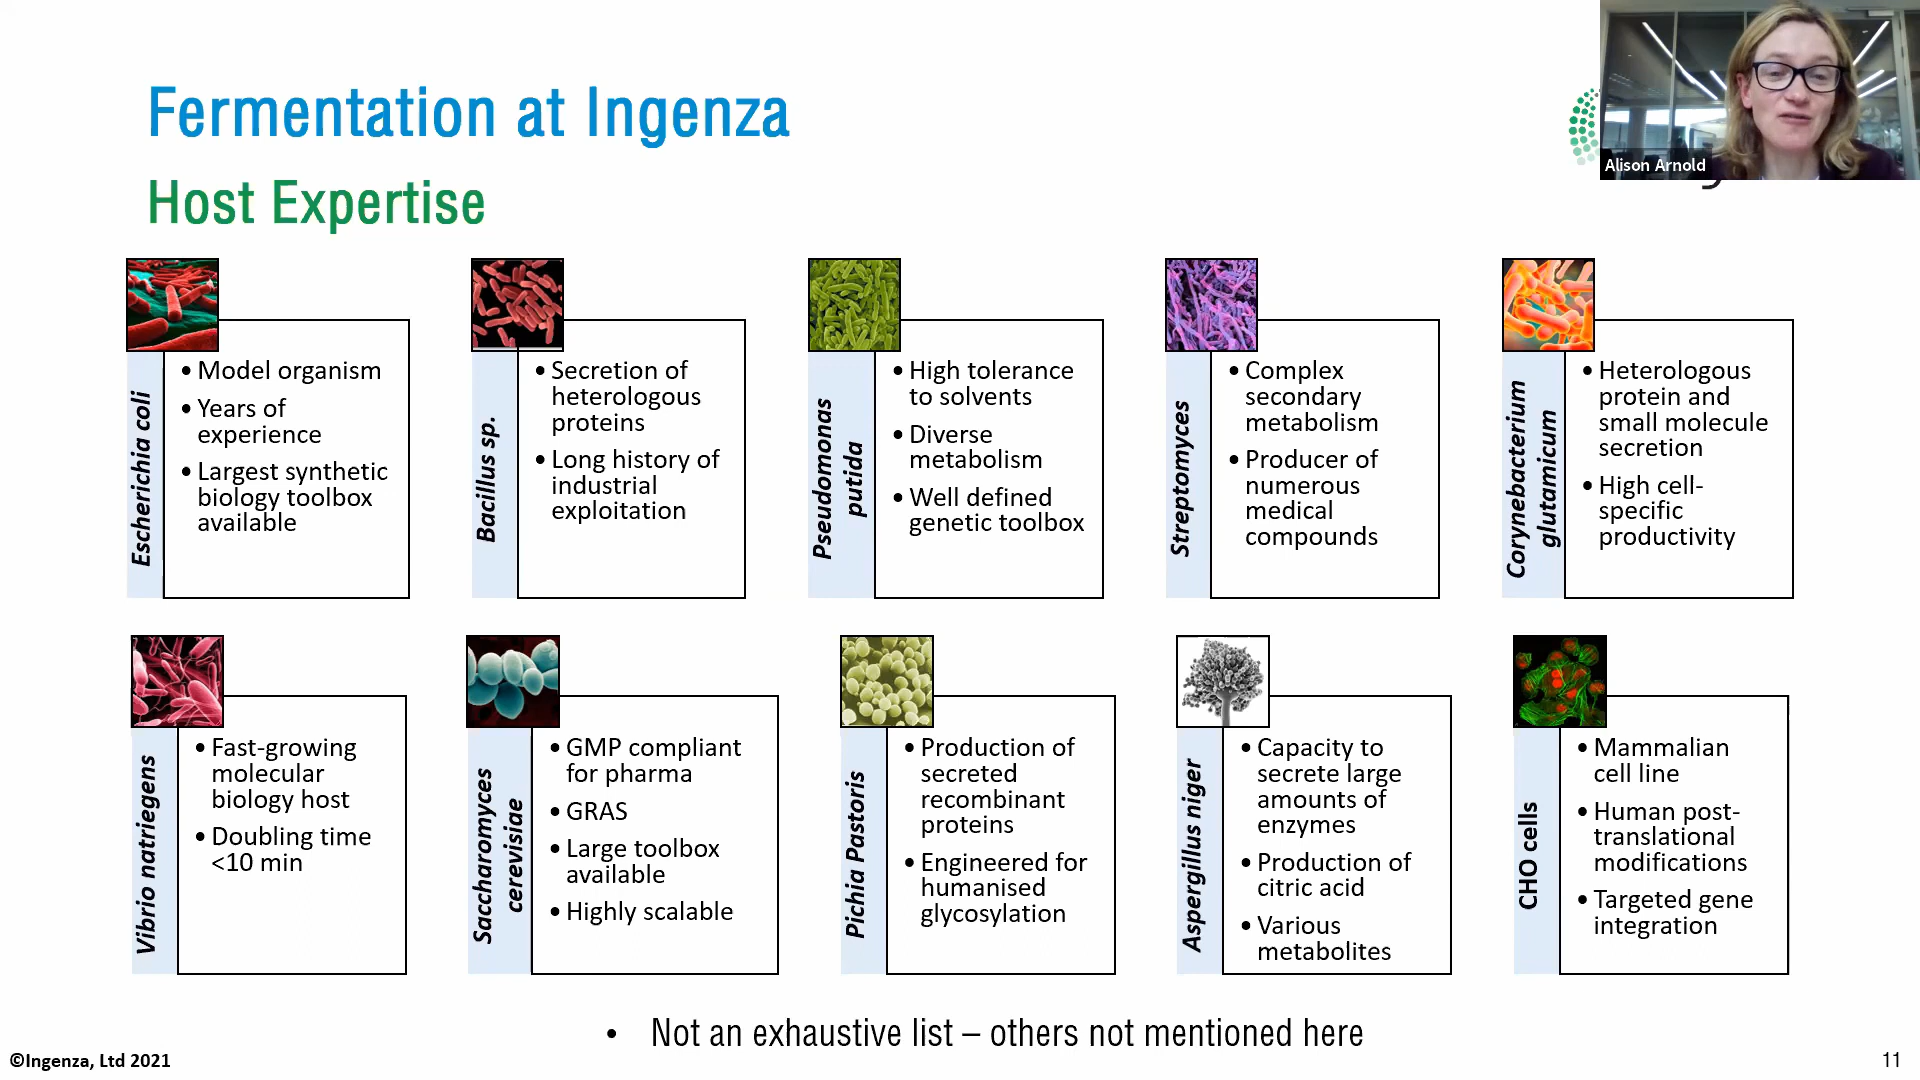 Fermentation at Ingenza
Host Expertise
Alison Arnold
Escherichia coli
• Model organism
• Years of
experience
• Largest synthetic
biology toolbox
available
Bacillus sp.
• Secretion of
heterologous
proteins
• Long history of
industrial
exploitation
Pseudomonas
putida
• High tolerance
to solvents
• Diverse
metabolism
• Well defined
genetic toolbox
Streptomyces
• Complex
secondary
metabolism
• Producer of
numerous
medical
compounds
Corynebacterium
glutamicum
• Heterologous
protein and
small molecule
secretion
• High cell-
specific
productivity
Vibrio natriegens
• Fast-growing
molecular
biology host
• Doubling time
<10 min
Saccharomyces
cerevisiae
• GMP compliant
for pharma
• GRAS
• Large toolbox
available
• Highly scalable
Pichia Pastoris
• Production of
secreted
recombinant
proteins
• Engineered for
humanised
glycosylation
Aspergillus niger
• Capacity to
secrete large
amounts of
enzymes
• Production of
citric acid
• Various
metabolites
CHO cells
• Mammalian
cell line
• Human post-
translational
modifications
• Targeted gene
integration
• Not an exhaustive list – others not mentioned here
©Ingenza, Ltd 2021
11